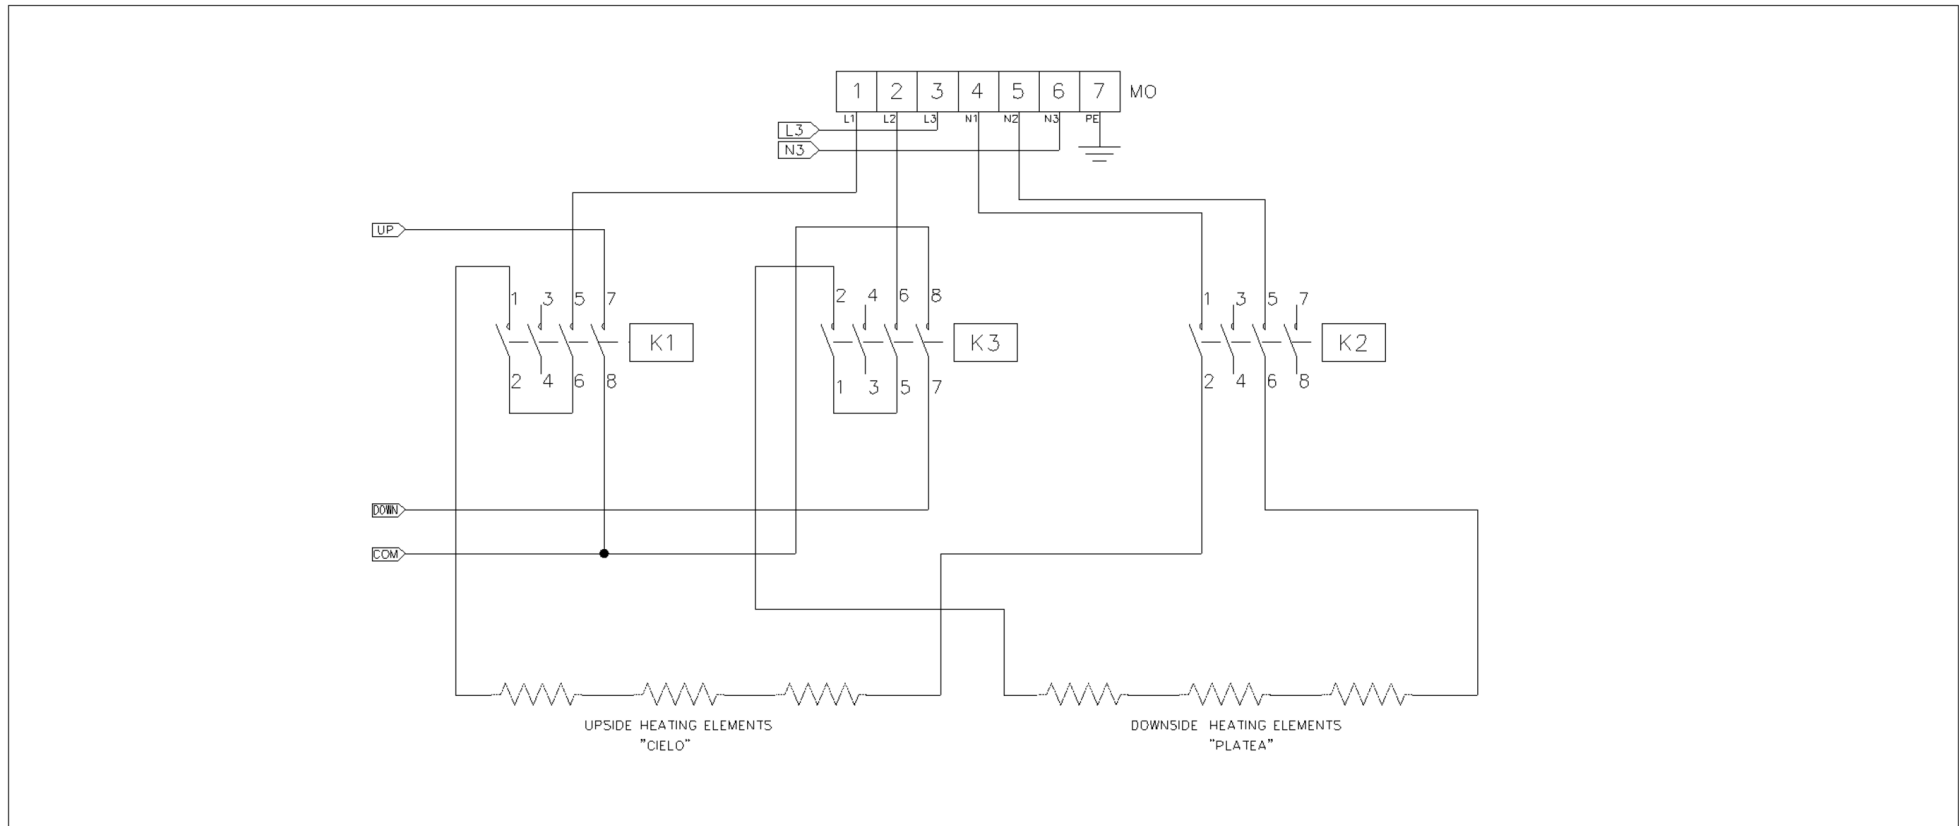 1 2 3 4 5 6 7 MO
L1 L2 L3 N1 N2 N3 PE
L3
N3
UP
1 3 5 7
2 4 6 8
1 3 5 7
K1
K3
K2
2 4 6 8
1 3 5 7
2 4 6 8
DOWN
COM
UPSIDE HEATING ELEMENTS
"CIELO"
DOWNSIDE HEATING ELEMENTS
"PLATEA"